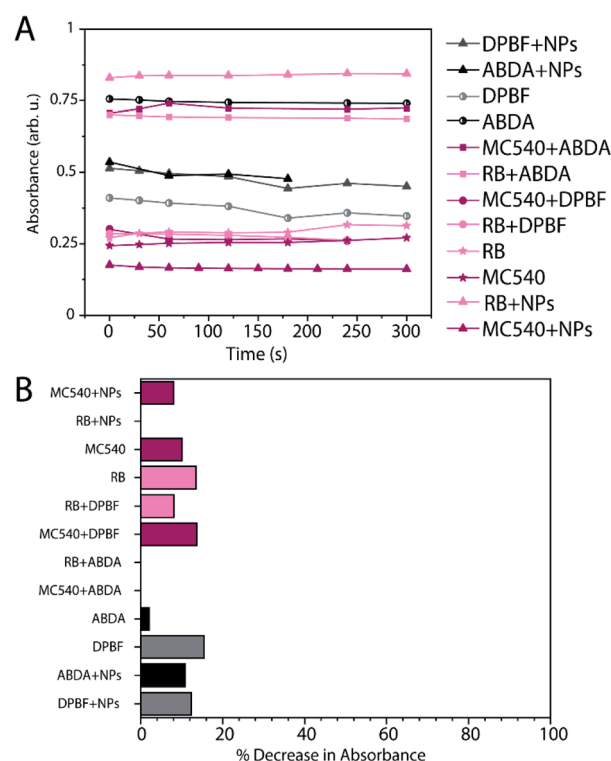 A
Absorbance (arb. u.)
1
0.75
0.5
0.25
0
0 50 100 150 200 250 300
Time (s)
DPBF+NPs
ABDA+NPs
DPBF
ABDA
MC540+ABDA
RB+ABDA
MC540+DPBF
RB+DPBF
RB
MC540
RB+NPs
MC540+NPs
B
MC540+NPs
RB+NPs
MC540
RB
RB+DPBF
MC540+DPBF
RB+ABDA
MC540+ABDA
ABDA
DPBF
ABDA+NPs
DPBF+NPs
0 20 40 60 80 100
% Decrease in Absorbance